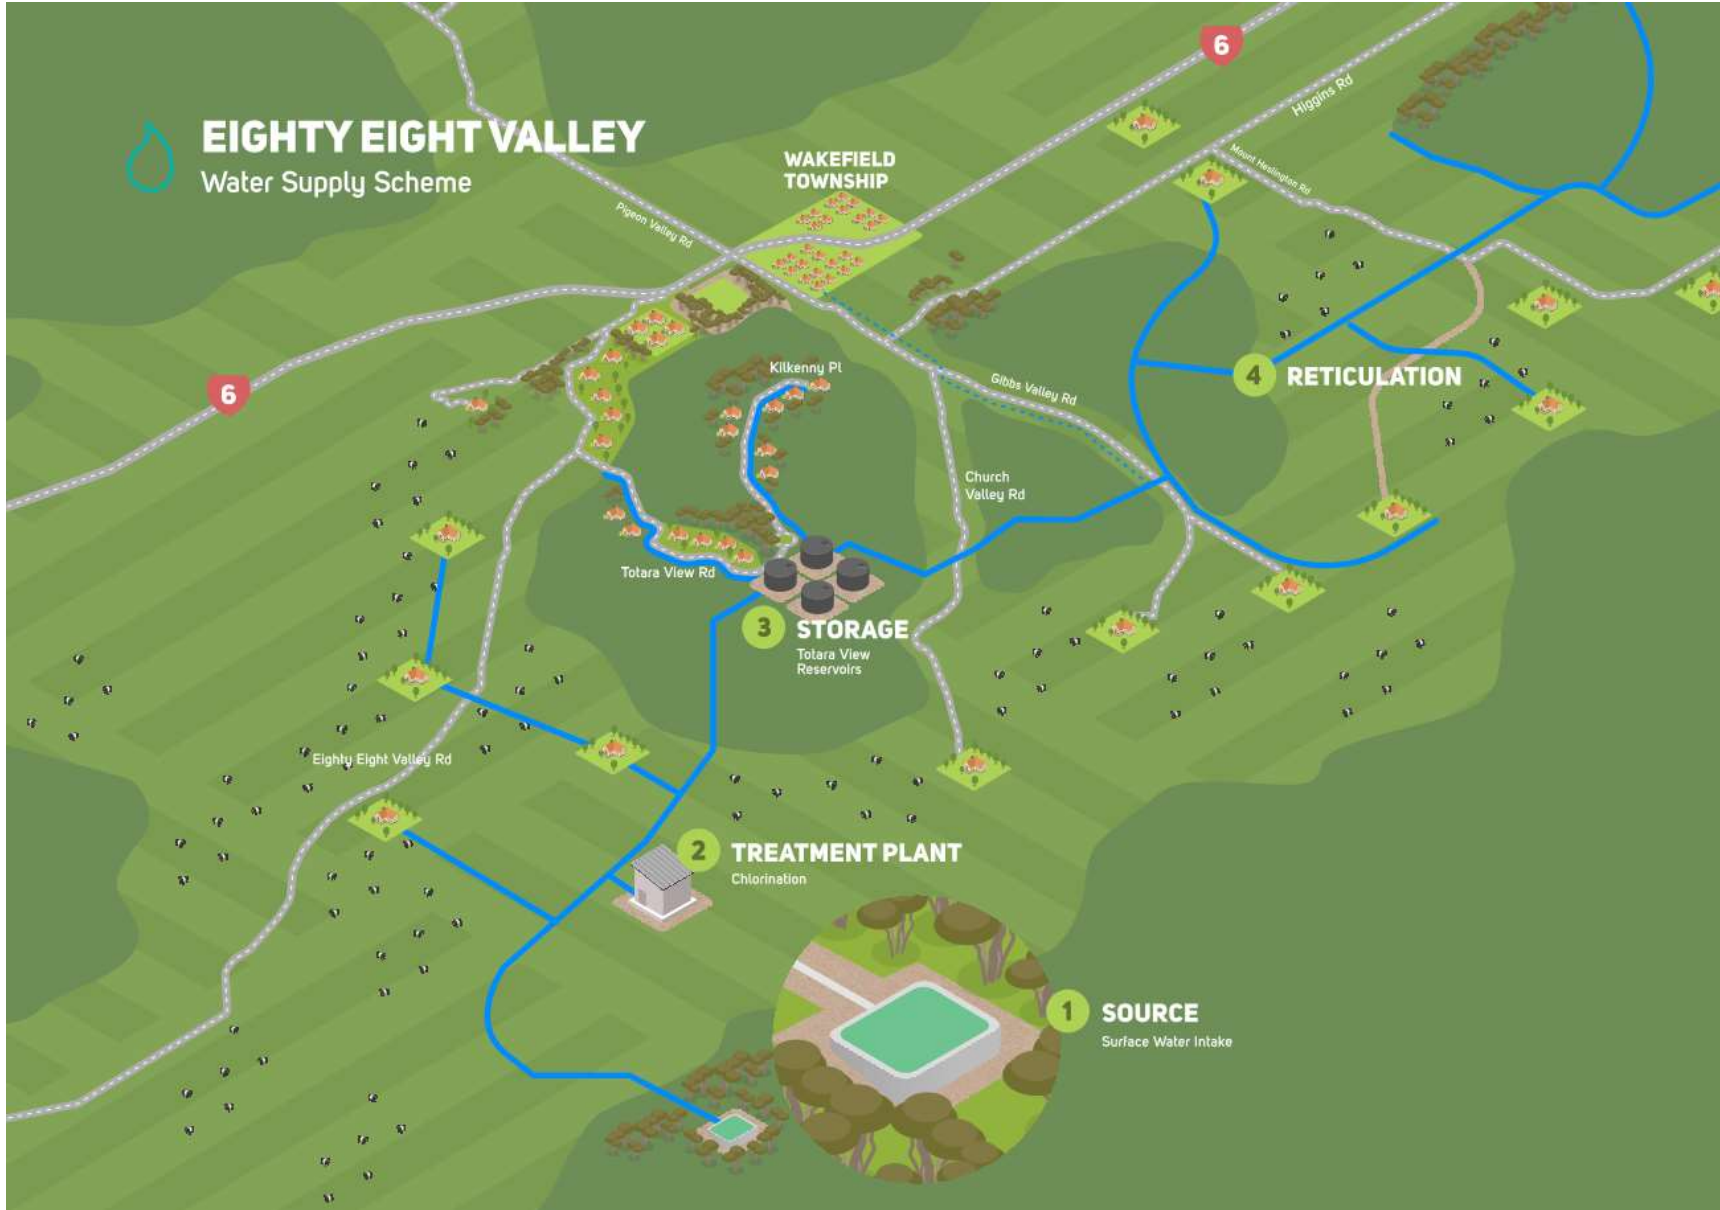 EIGHTY EIGHT VALLEY
Water Supply Scheme
6
Higgins Rd
Mount Heslington Rd
WAKEFIELD
TOWNSHIP
Pigeon Valley Rd
6
Kilkenny Pl
Gibbs Valley Rd
4
RETICULATION
Church
Valley Rd
Totara View Rd
3
STORAGE
Totara View
Reservoirs
Eighty Eight Valley Rd
2
TREATMENT PLANT
Chlorination
1
SOURCE
Surface Water Intake